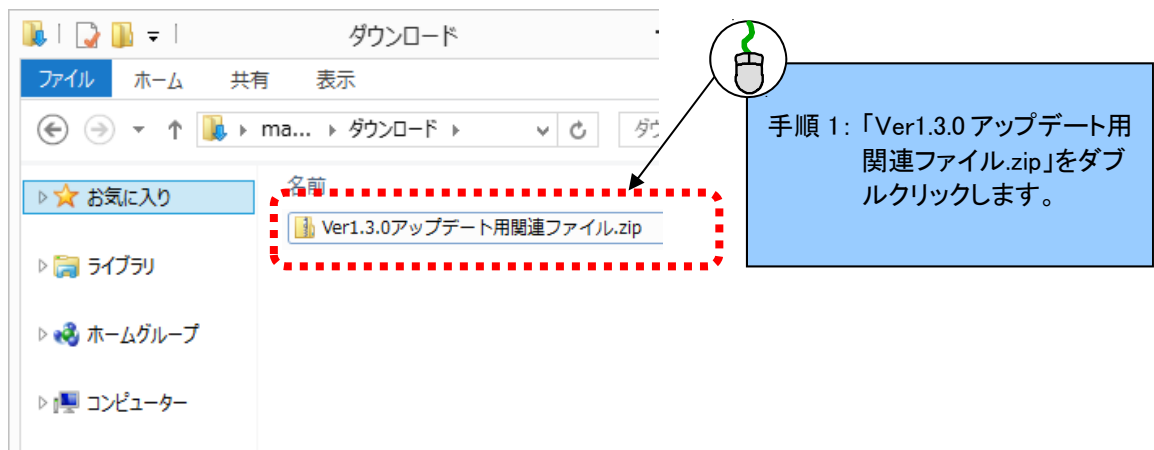 ダウンロード
ファイル ホーム 共有 表示
ma... ダウンロード
お気に入り
ライブラリ
ホームグループ
コンピューター
名前
Ver1.3.0アップデート用関連ファイル.zip
手順 1: 「Ver1.3.0 アップデート用
関連ファイル.zip」をダブ
ルクリックします。